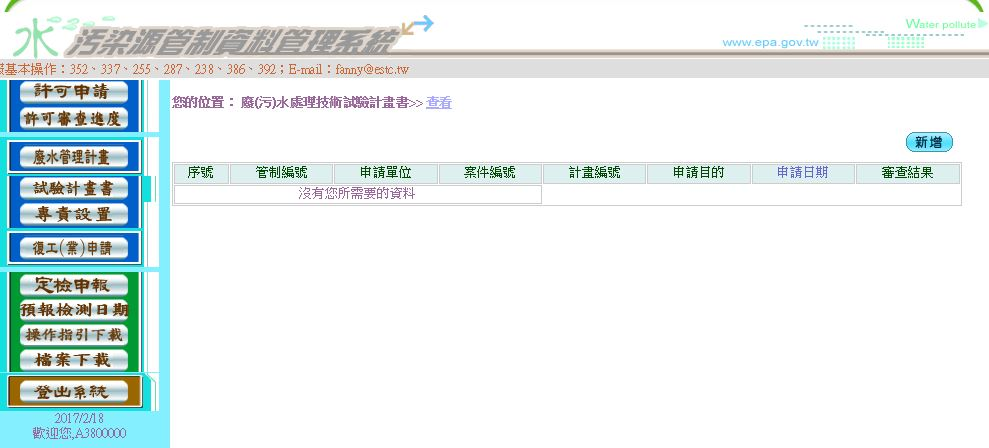 水 汙染源管制資料管理系統
Water pollute
www.epa.gov.tw
基本操作：352、337、255、287、238、386、392；E-mail：fanny@estc.tw
許可申請
許可審查進度
廢水管理計畫
試驗計畫書
專責設置
復工(業)申請
定檢申報
預報檢測日期
操作指引下載
檔案下載
登出系統
2017/2/18
歡迎您,A3800000
您的位置： 廢(污)水處理技術試驗計畫書>> 查看
新增
序號 管制編號 申請單位 案件編號 計畫編號 申請目的 申請日期 審查結果
沒有您所需要的資料